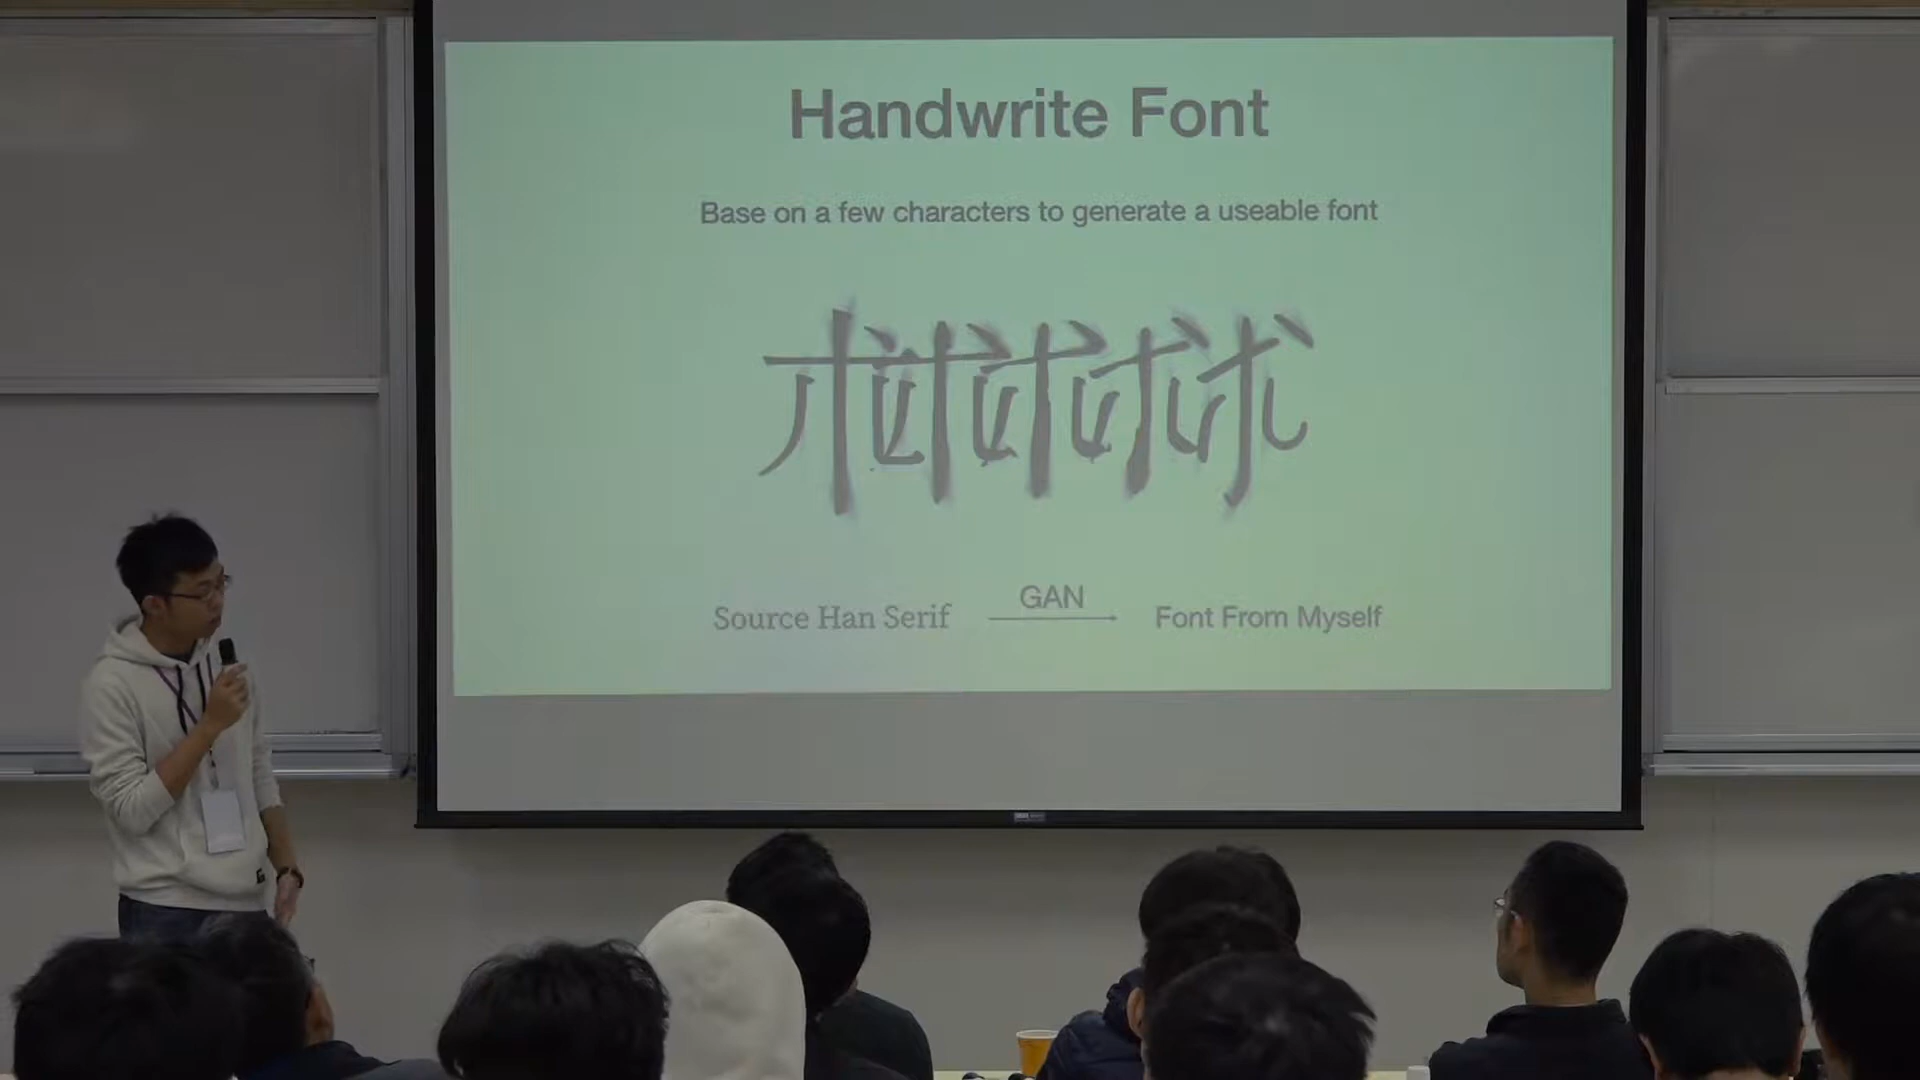 Handwrite Font
Base on a few characters to generate a useable font
术术术术术
GAN
Source Han Serif Font From Myself